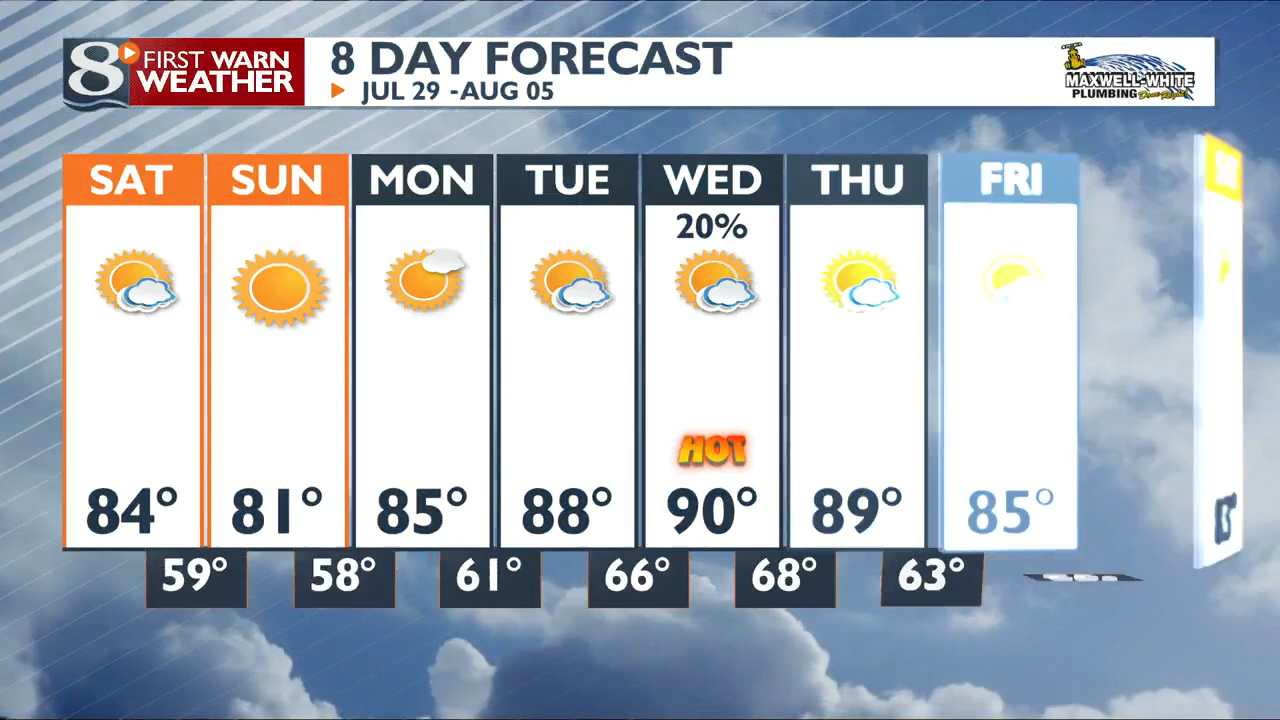 8 FIRST WARN
WEATHER
8 DAY FORECAST
JUL 29 -AUG 05
MAXWELL-WHITE
PLUMBING
SAT SUN MON TUE WED THU FRI
20%
HOT
84° 81° 85° 88° 90° 89° 85°
59° 58° 61° 66° 68° 63°